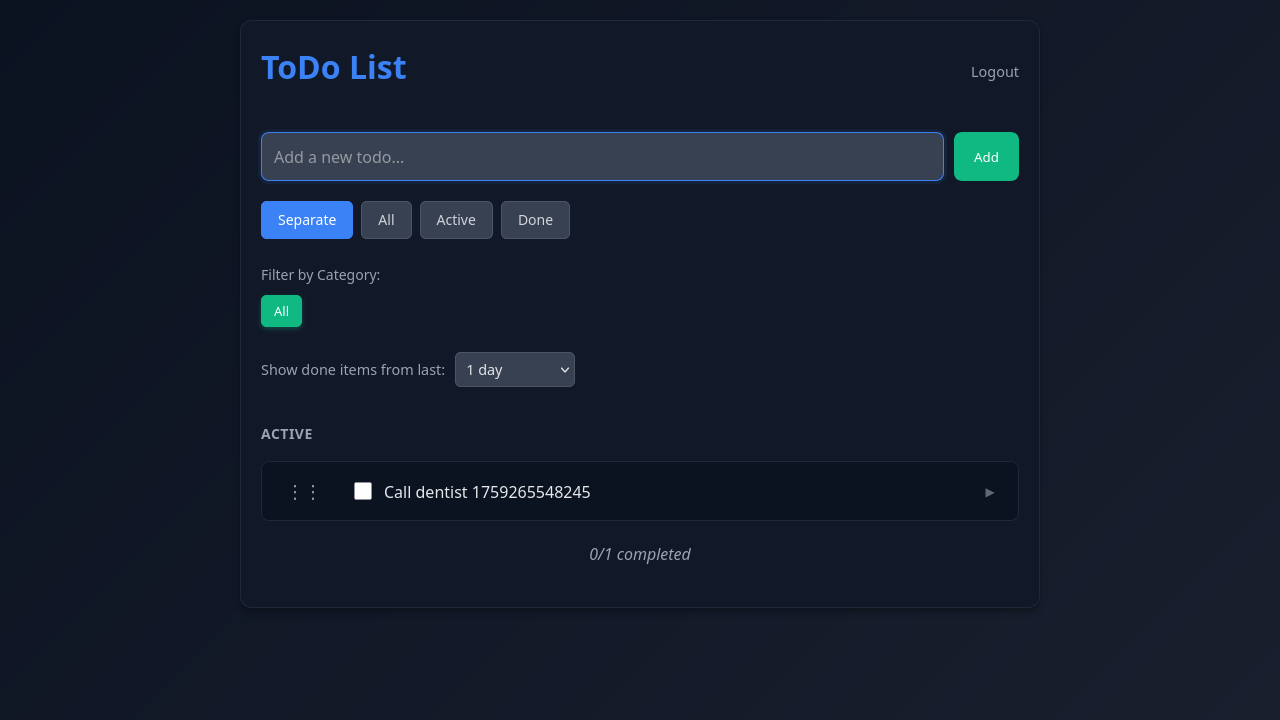 ToDo List
Logout
Add a new todo...
Add
Separate
All
Active
Done
Filter by Category:
All
Show done items from last:
1 day
ACTIVE
Call dentist 1759265548245
0/1 completed